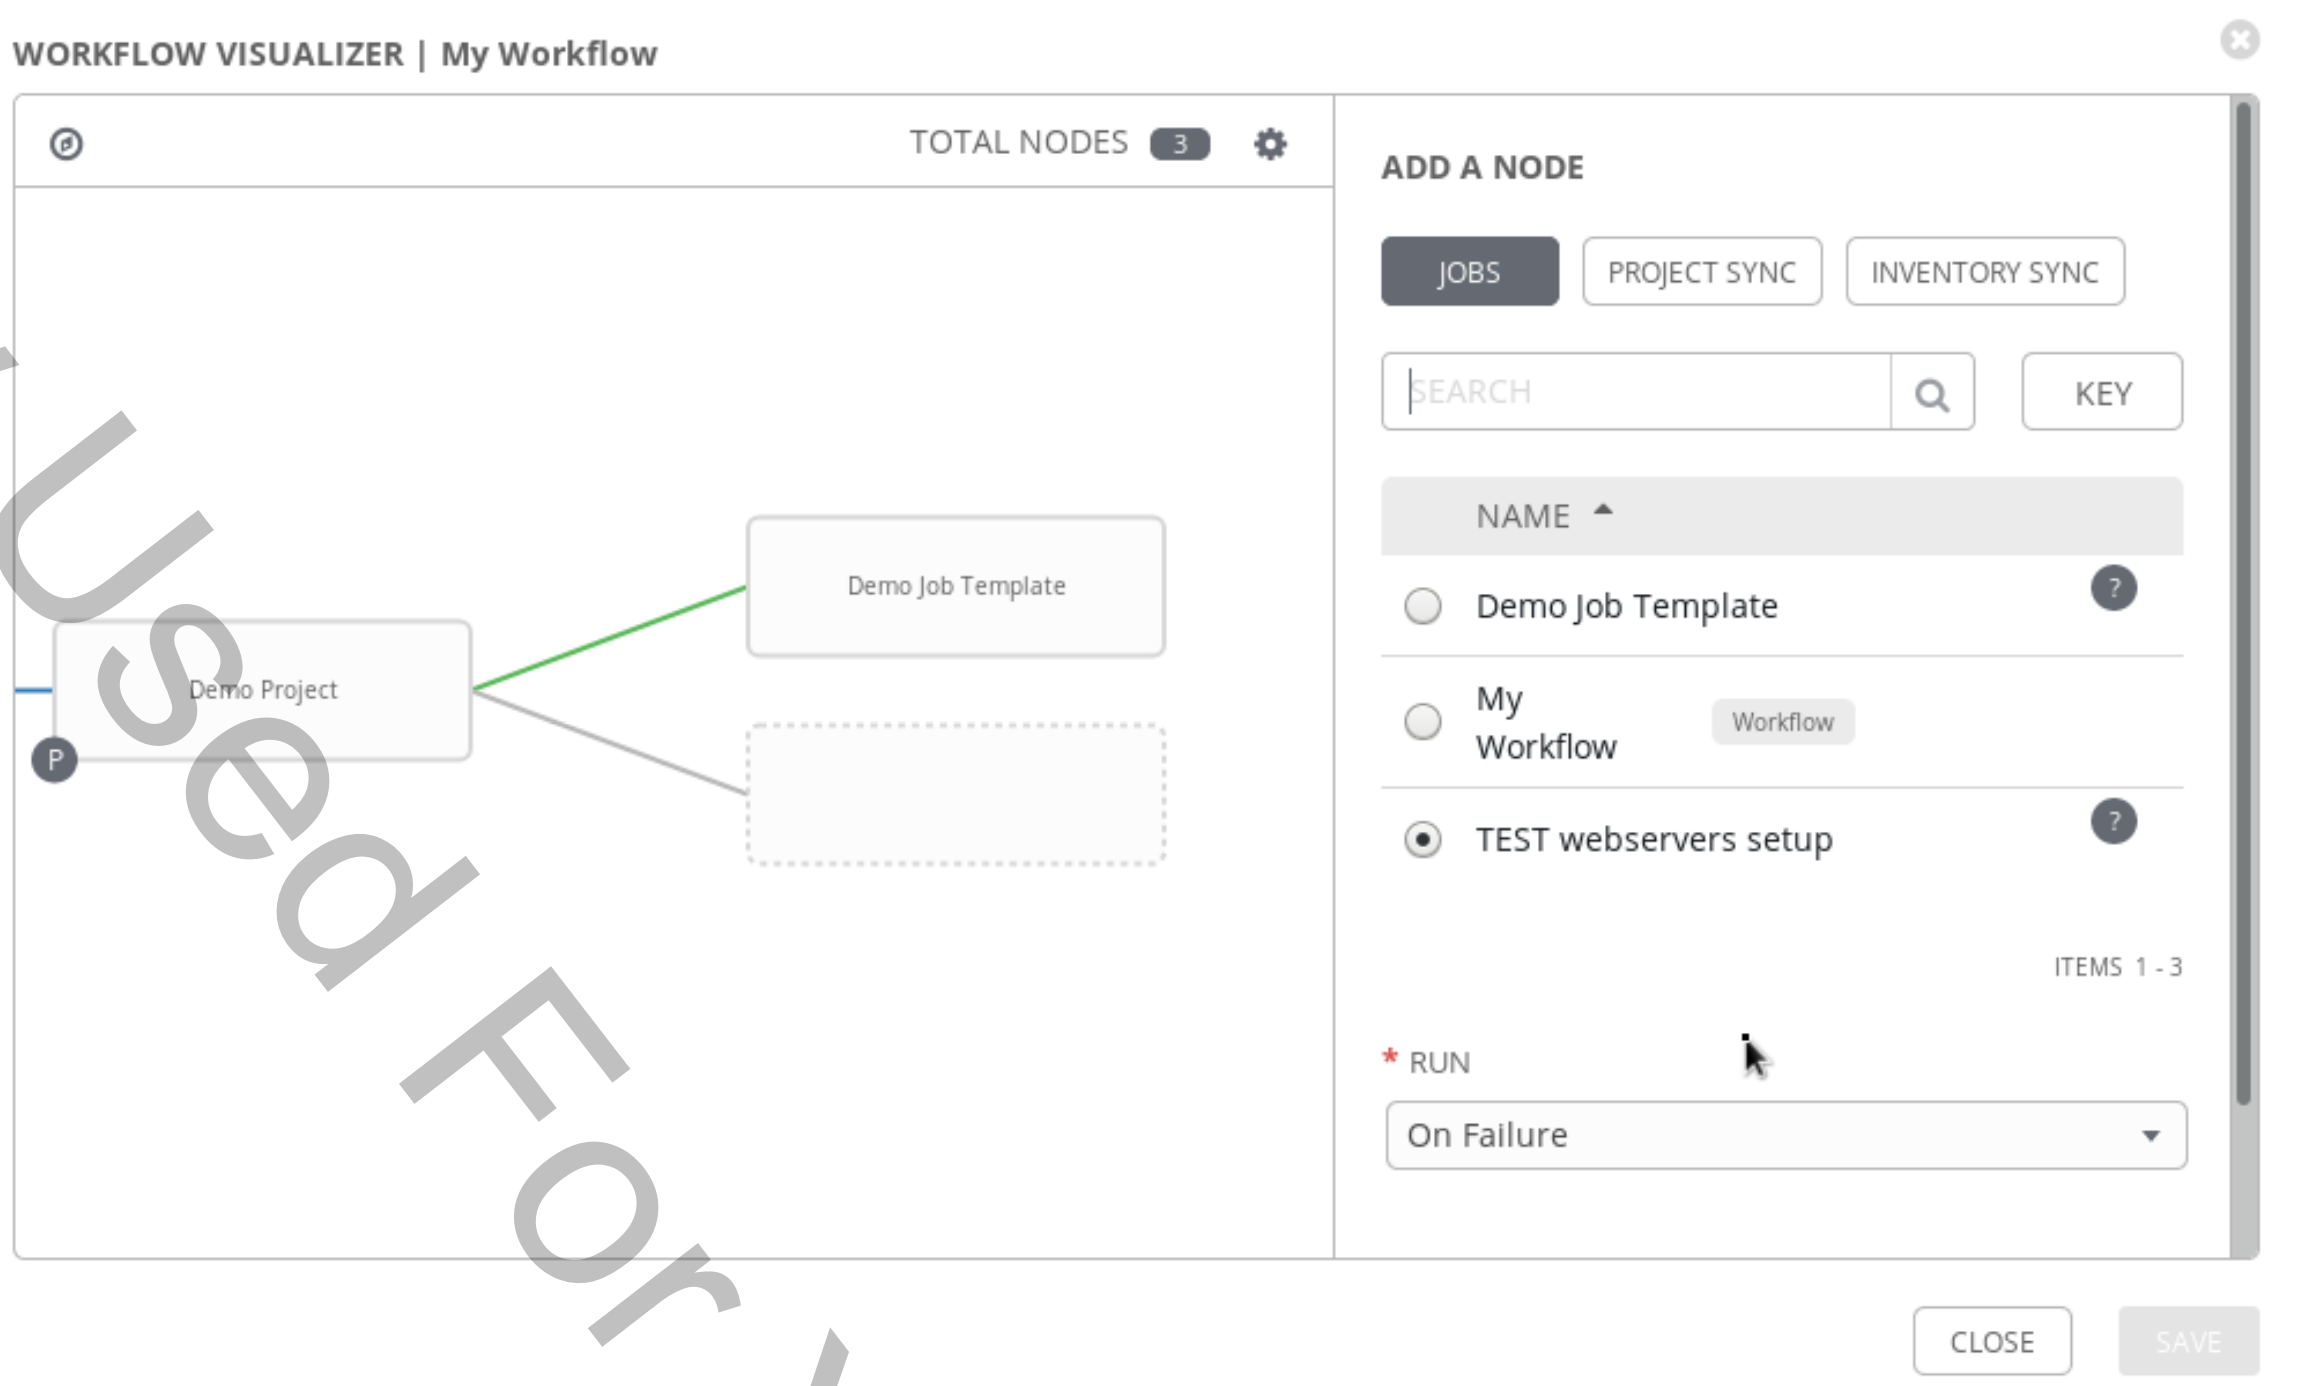 WORKFLOW VISUALIZER | My Workflow
TOTAL NODES 3
Demo Job Template
Demo Project
P
ADD A NODE
JOBS PROJECT SYNC INVENTORY SYNC
SEARCH KEY
NAME
Demo Job Template ?
My
Workflow Workflow
TEST webservers setup ?
ITEMS 1 - 3
* RUN
On Failure
CLOSE SAVE
Used For